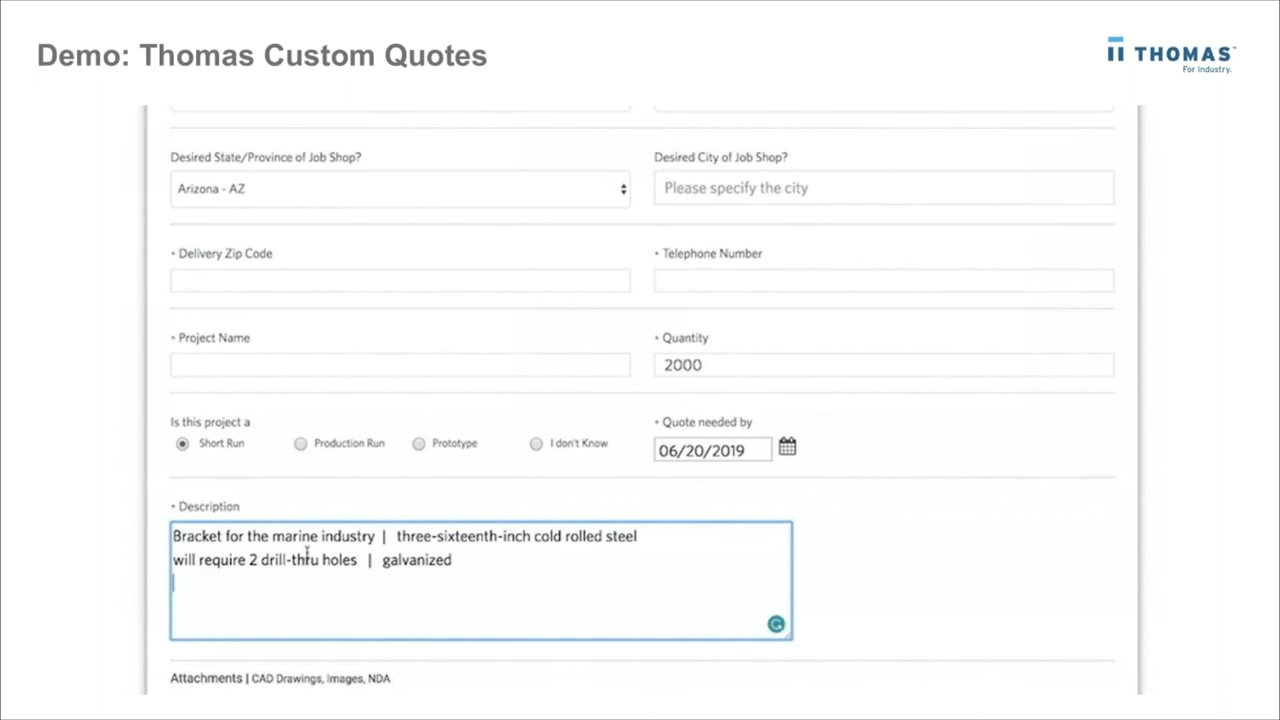 Demo: Thomas Custom Quotes
THOMAS™
For Industry.
Desired State/Province of Job Shop?
Desired City of Job Shop?
Arizona - AZ
Please specify the city
• Delivery Zip Code
• Telephone Number
• Project Name
• Quantity
2000
Is this project a
• Quote needed by
Short Run
Production Run
Prototype
I don't Know
06/20/2019
• Description
Bracket for the marine industry | three-sixteenth-inch cold rolled steel
will require 2 drill-thru holes | galvanized
Attachments | CAD Drawings, Images, NDA